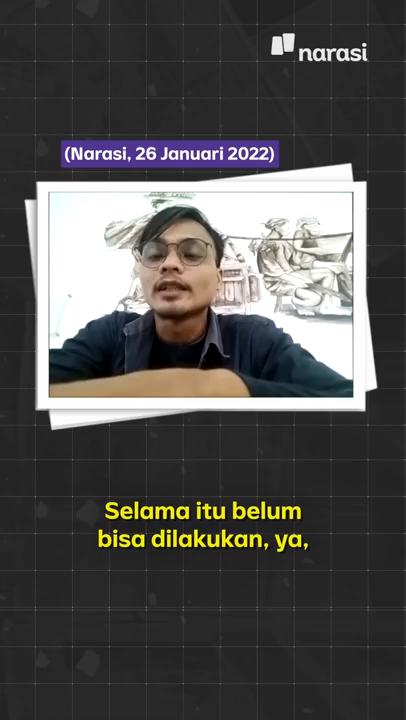 narasi
(Narasi, 26 Januari 2022)
Selama itu belum
bisa dilakukan, ya,